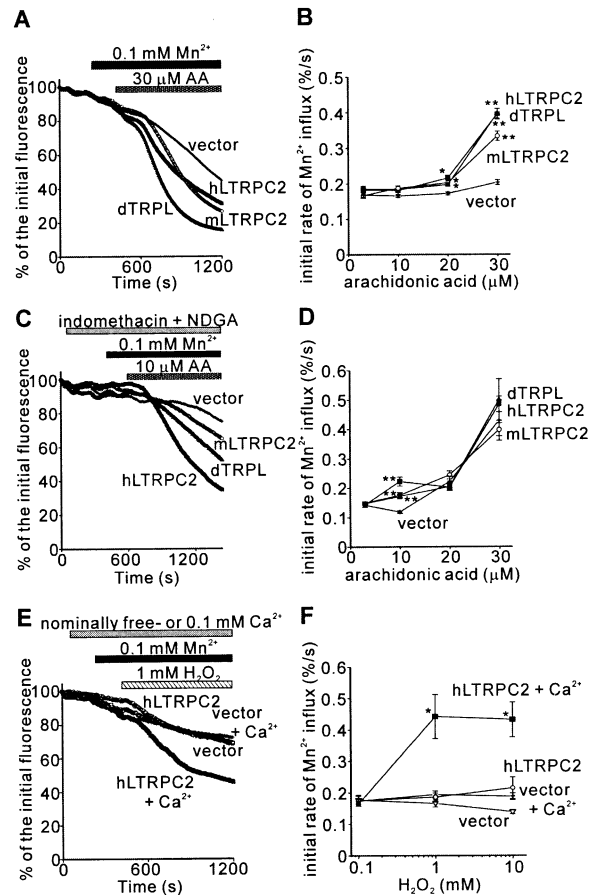 A
0.1 mM Mn²⁺
30 µM AA
% of the initial fluorescence
100
80
60
40
20
0
vector
hLTRPC2
mLTRPC2
dTRPL
0 600 1200
Time (s)
B
initial rate of Mn²⁺ influx (%/s)
0.5
0.4
0.3
0.2
0.1
0
**
hLTRPC2
dTRPL
**
**
mLTRPC2
*
*
*
vector
0 10 20 30
arachidonic acid (µM)
C
indomethacin + NDGA
0.1 mM Mn²⁺
10 µM AA
% of the initial fluorescence
100
80
60
40
20
0
vector
mLTRPC2
dTRPL
hLTRPC2
0 600 1200
Time (s)
D
initial rate of Mn²⁺ influx (%/s)
0.6
0.5
0.4
0.3
0.2
0.1
0
dTRPL
hLTRPC2
mLTRPC2
**
**
**
vector
0 10 20 30
arachidonic acid (µM)
E
nominally free- or 0.1 mM Ca²⁺
0.1 mM Mn²⁺
1 mM H₂O₂
% of the initial fluorescence
100
80
60
40
20
0
hLTRPC2
vector
+ Ca²⁺
vector
hLTRPC2
+ Ca²⁺
0 600 1200
Time (s)
F
initial rate of Mn²⁺ influx (%/s)
0.6
0.5
0.4
0.3
0.2
0.1
0
hLTRPC2 + Ca²⁺
*
*
hLTRPC2
vector
+ Ca²⁺
vector
0.1 1 10
H₂O₂ (mM)